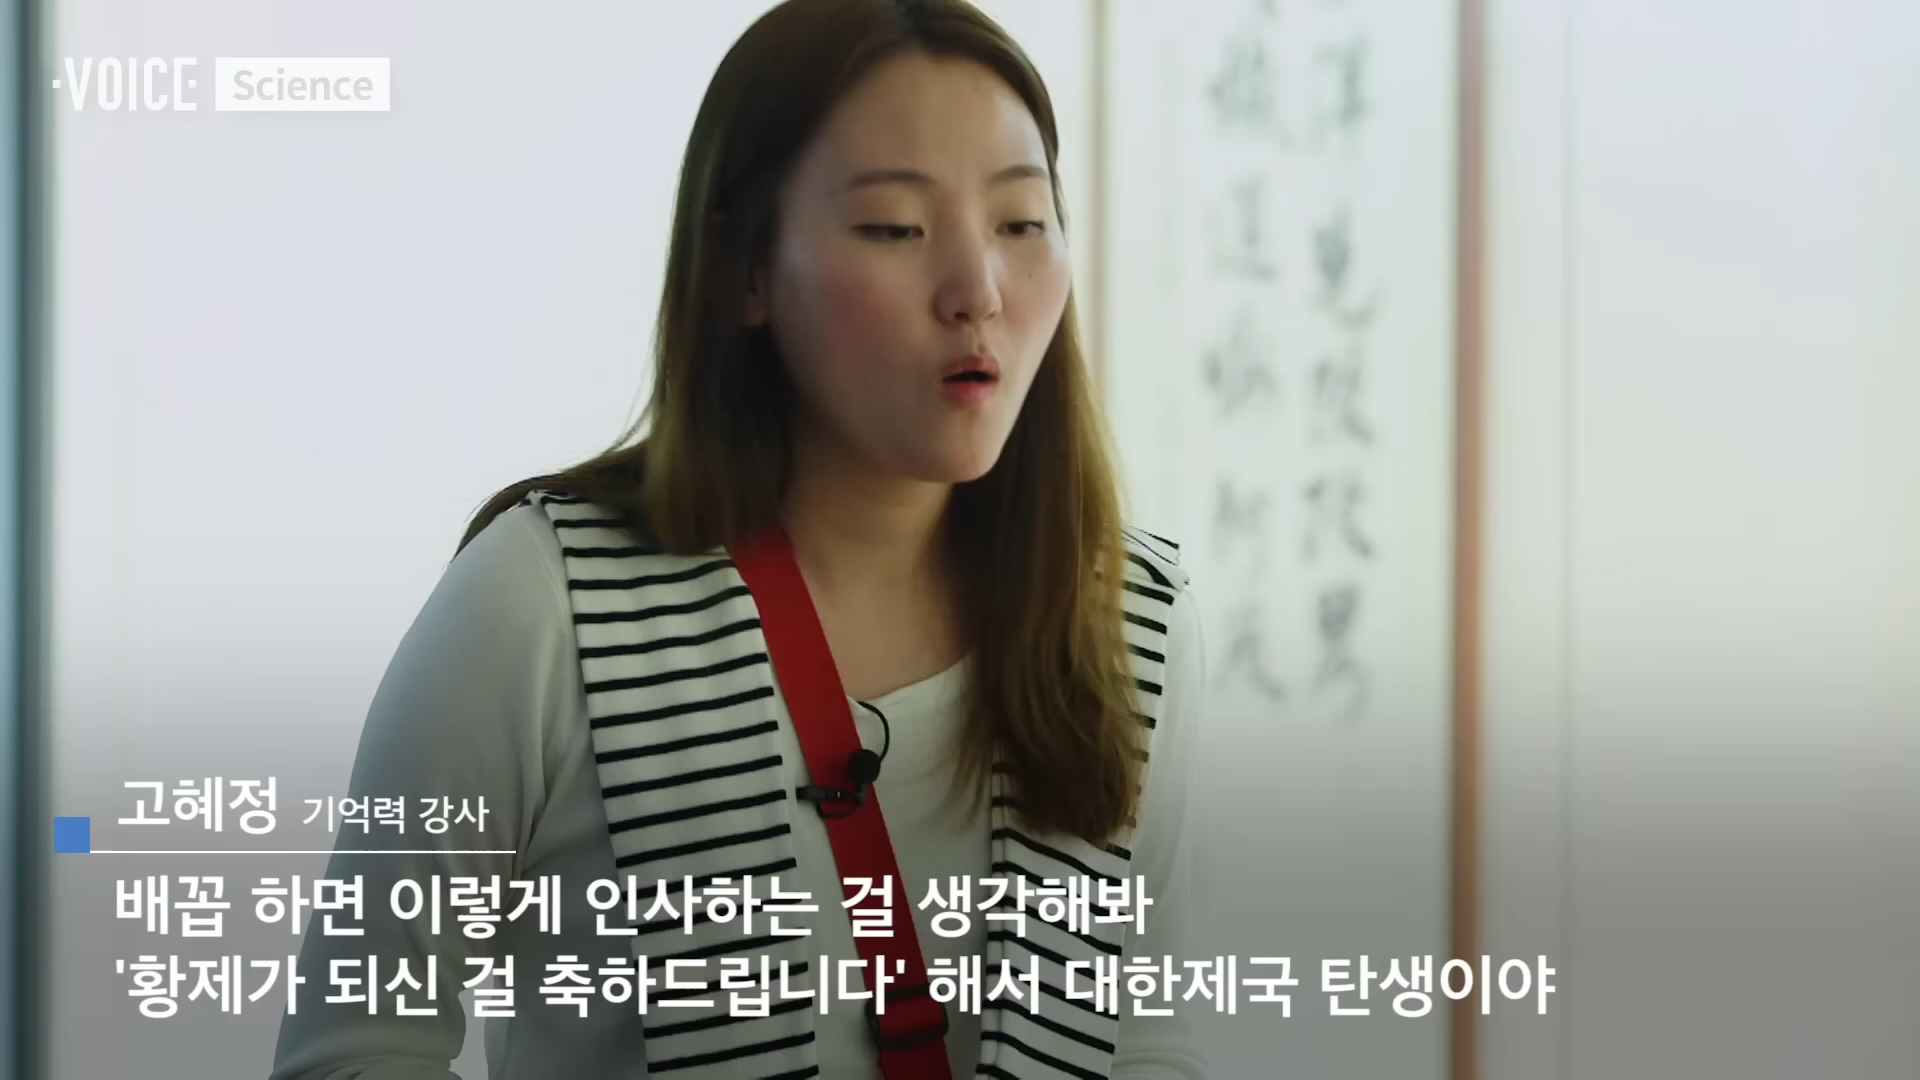 ·VOICE· Science
고혜정 기억력 강사
배꼽 하면 이렇게 인사하는 걸 생각해봐
'황제가 되신 걸 축하드립니다' 해서 대한제국 탄생이야